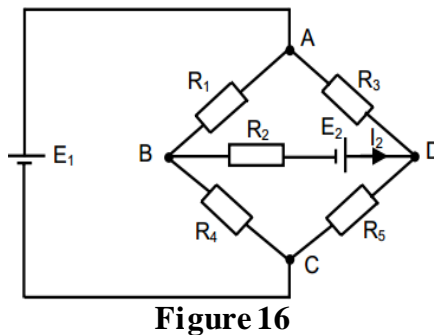 A
R₁ R₃
E₂ I₂
R₂
B D
E₁
R₄ R₅
C
Figure 16